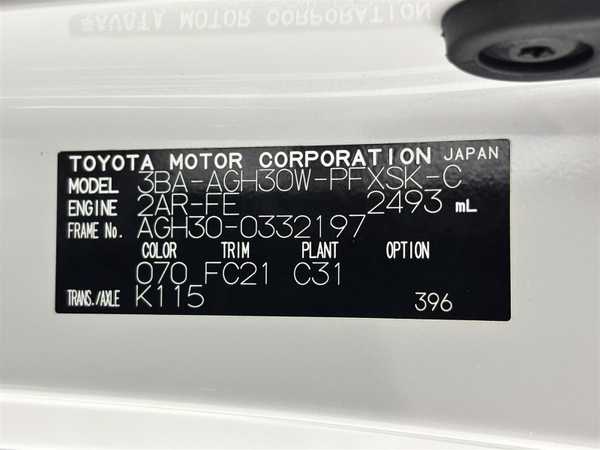 TOYOTA MOTOR CORPORATION JAPAN
MODEL 3BA-AGH30W-PFXSK-C
ENGINE 2AR-FE 2493 mL
FRAME No. AGH30-0332197
COLOR TRIM PLANT OPTION
070 FC21 C31
TRANS./AXLE K115 396